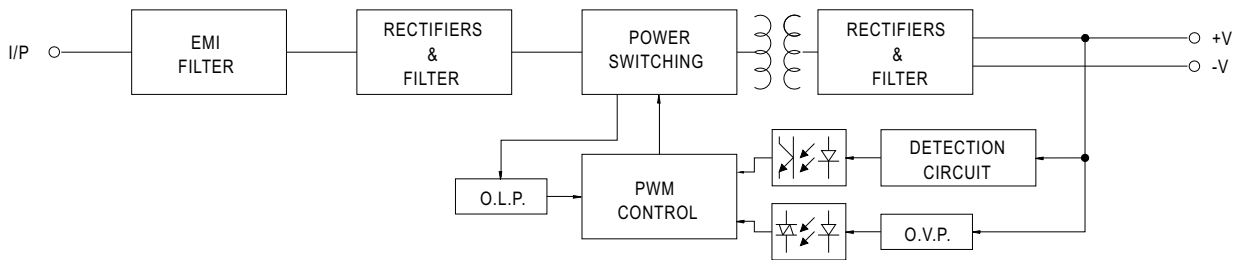 I/P
EMI
FILTER
RECTIFIERS
&
FILTER
POWER
SWITCHING
RECTIFIERS
&
FILTER
+V
-V
O.L.P.
PWM
CONTROL
DETECTION
CIRCUIT
O.V.P.